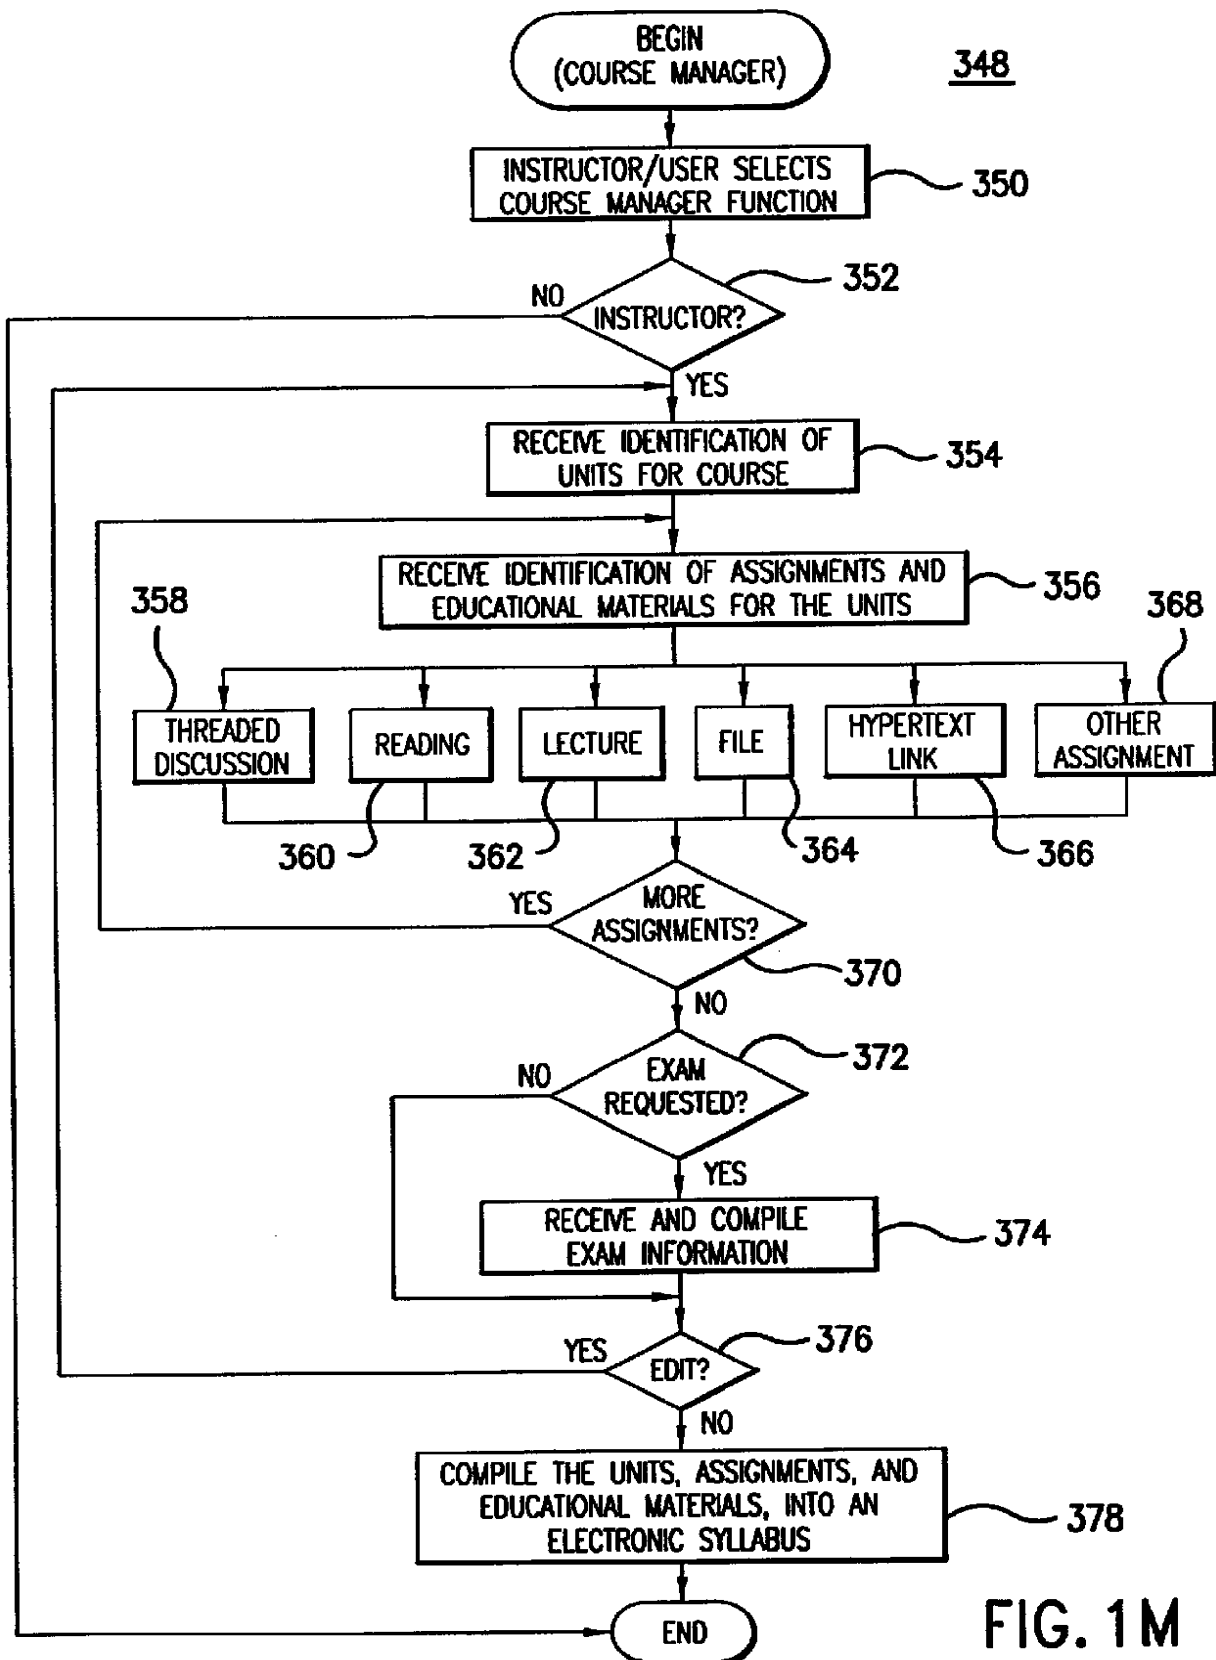 BEGIN
(COURSE MANAGER)
348
INSTRUCTOR/USER SELECTS
COURSE MANAGER FUNCTION
350
352
NO
INSTRUCTOR?
YES
RECEIVE IDENTIFICATION OF
UNITS FOR COURSE
354
RECEIVE IDENTIFICATION OF ASSIGNMENTS AND
EDUCATIONAL MATERIALS FOR THE UNITS
356
358
368
THREADED
DISCUSSION
READING
LECTURE
FILE
HYPERTEXT
LINK
OTHER
ASSIGNMENT
360
362
364
366
YES
MORE
ASSIGNMENTS?
370
NO
372
NO
EXAM
REQUESTED?
YES
RECEIVE AND COMPILE
EXAM INFORMATION
374
376
YES
EDIT?
NO
COMPILE THE UNITS, ASSIGNMENTS, AND
EDUCATIONAL MATERIALS, INTO AN
ELECTRONIC SYLLABUS
378
END
FIG. 1M